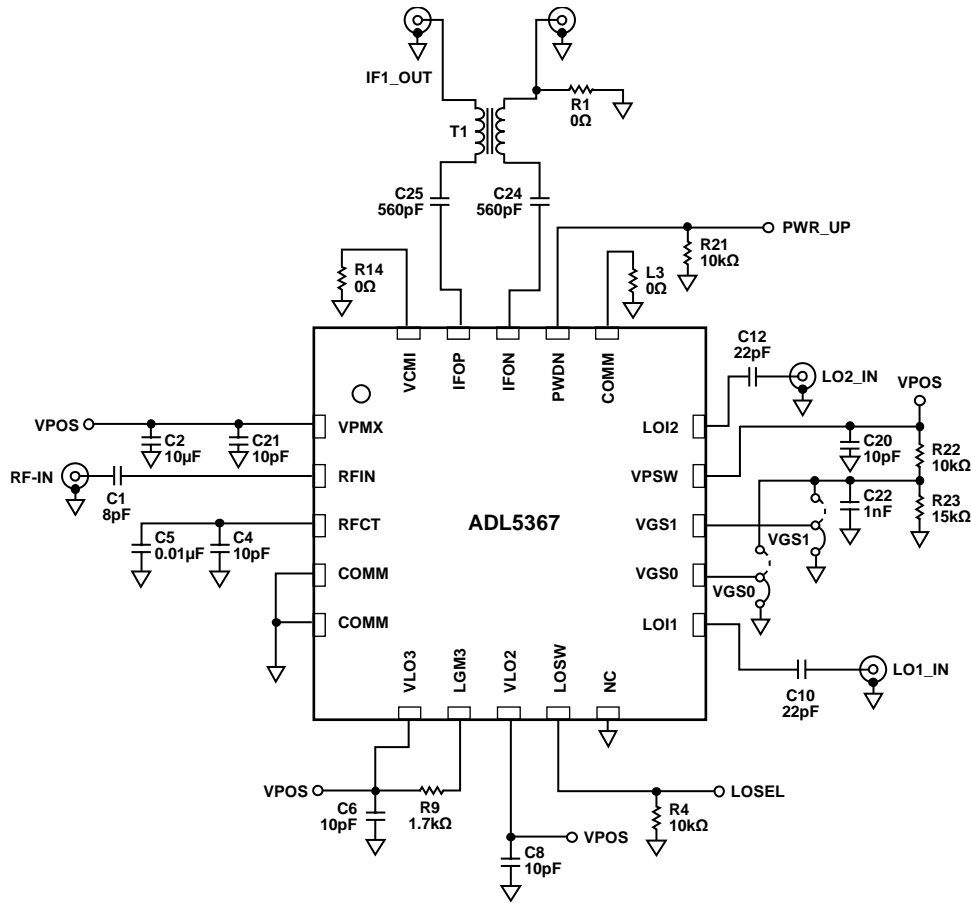 IF1_OUT
R1
0Ω
T1
C25
560pF
C24
560pF
PWR_UP
R21
10kΩ
R14
0Ω
L3
0Ω
C12
22pF
LO2_IN
VPOS
VCMI
IFOP
IFON
PWDN
COMM
VPOS
C2
10µF
C21
10pF
VPMX
LOI2
C20
10pF
R22
10kΩ
RF-IN
C1
8pF
RFIN
VPSW
C22
1nF
R23
15kΩ
C5
0.01µF
C4
10pF
RFCT
ADL5367
VGS1
VGS1
COMM
VGS0
VGS0
COMM
LOI1
LO1_IN
C10
22pF
VLO3
LGM3
VLO2
LOSW
NC
VPOS
C6
10pF
R9
1.7kΩ
LOSEL
R4
10kΩ
VPOS
C8
10pF